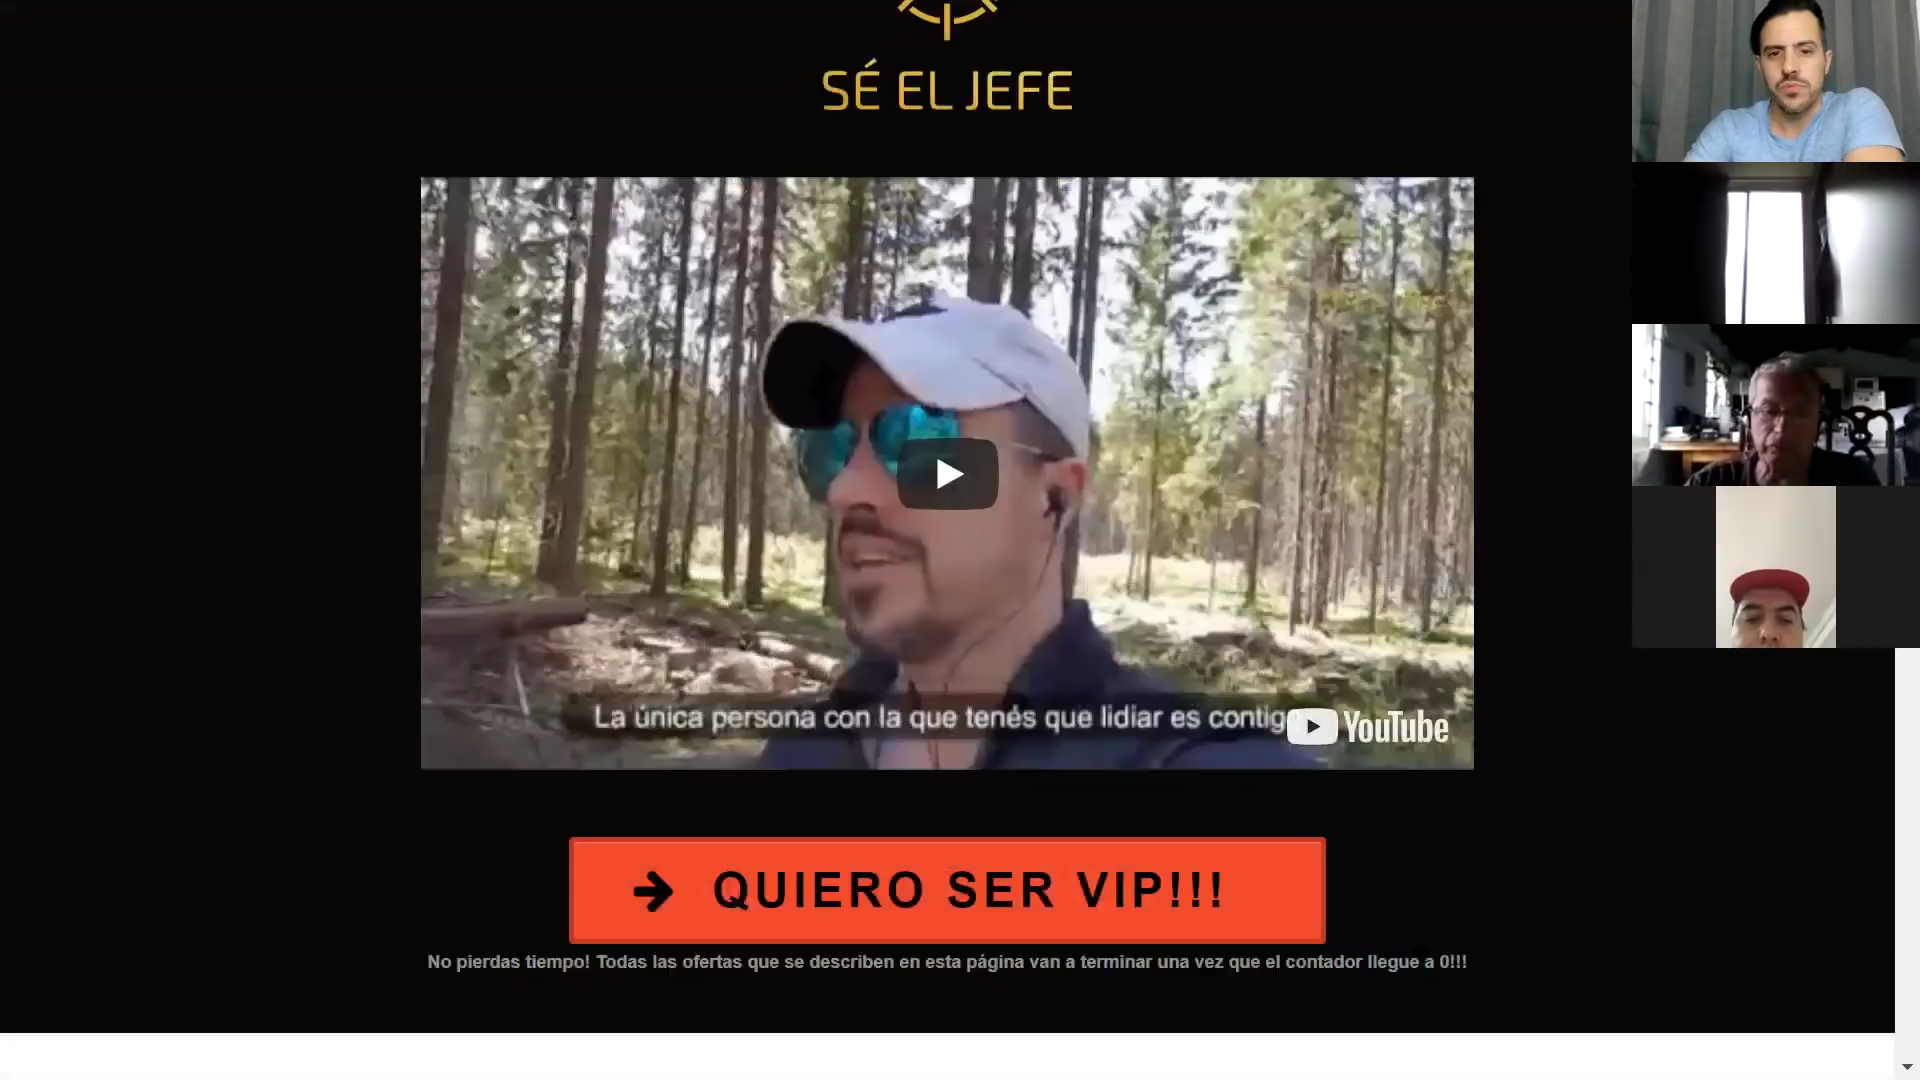 SÉ EL JEFE
La única persona con la que tenés que lidiar es contig
YouTube
QUIERO SER VIP!!!
No pierdas tiempo! Todas las ofertas que se describen en esta página van a terminar una vez que el contador llegue a 0!!!